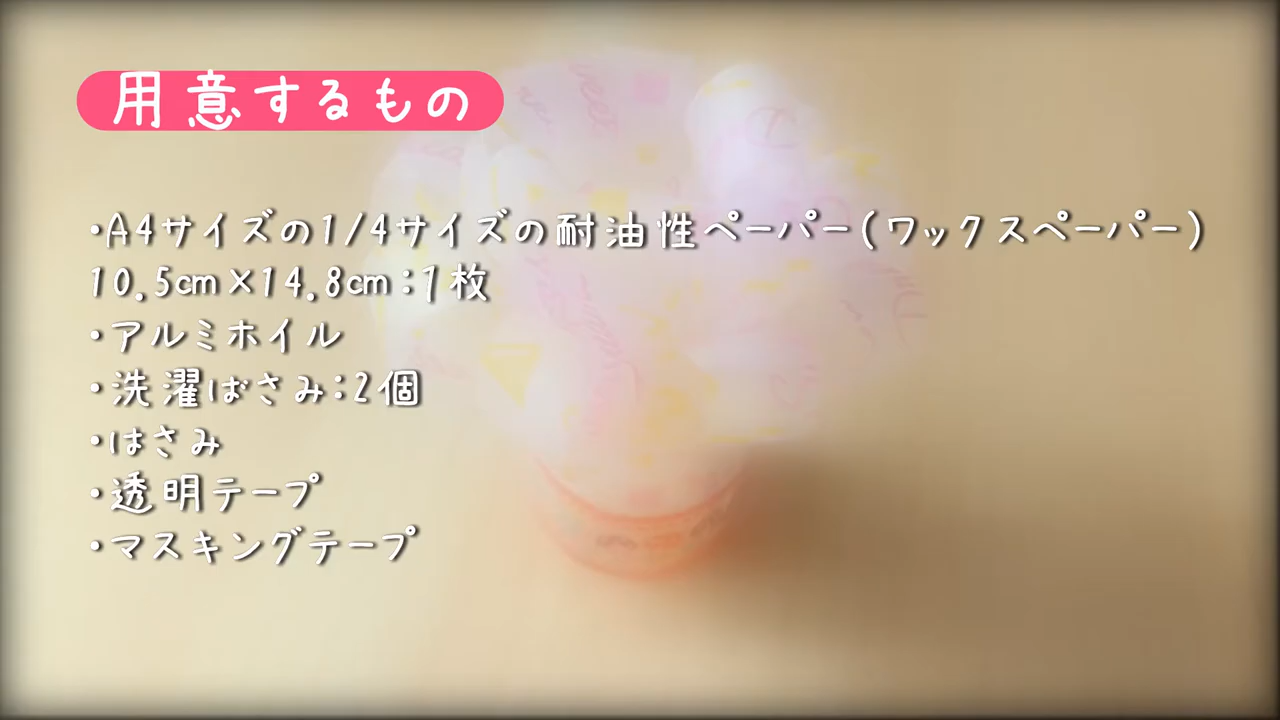 用意するもの
・A4サイズの1/4サイズの耐油性ペーパー(ワックスペーパー)
10.5cm×14.8cm:1枚
・アルミホイル
・洗濯ばさみ:2個
・はさみ
・透明テープ
・マスキングテープ